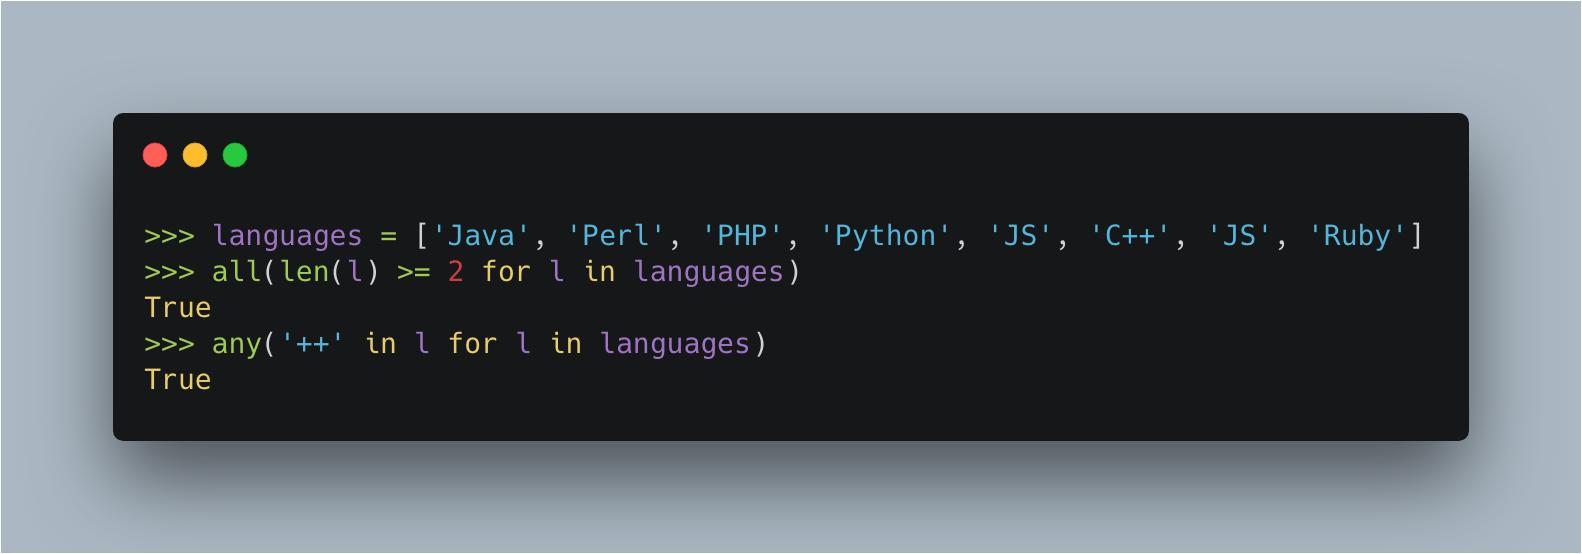 >>> languages = ['Java', 'Perl', 'PHP', 'Python', 'JS', 'C++', 'JS', 'Ruby']
>>> all(len(l) >= 2 for l in languages)
True
>>> any('++' in l for l in languages)
True